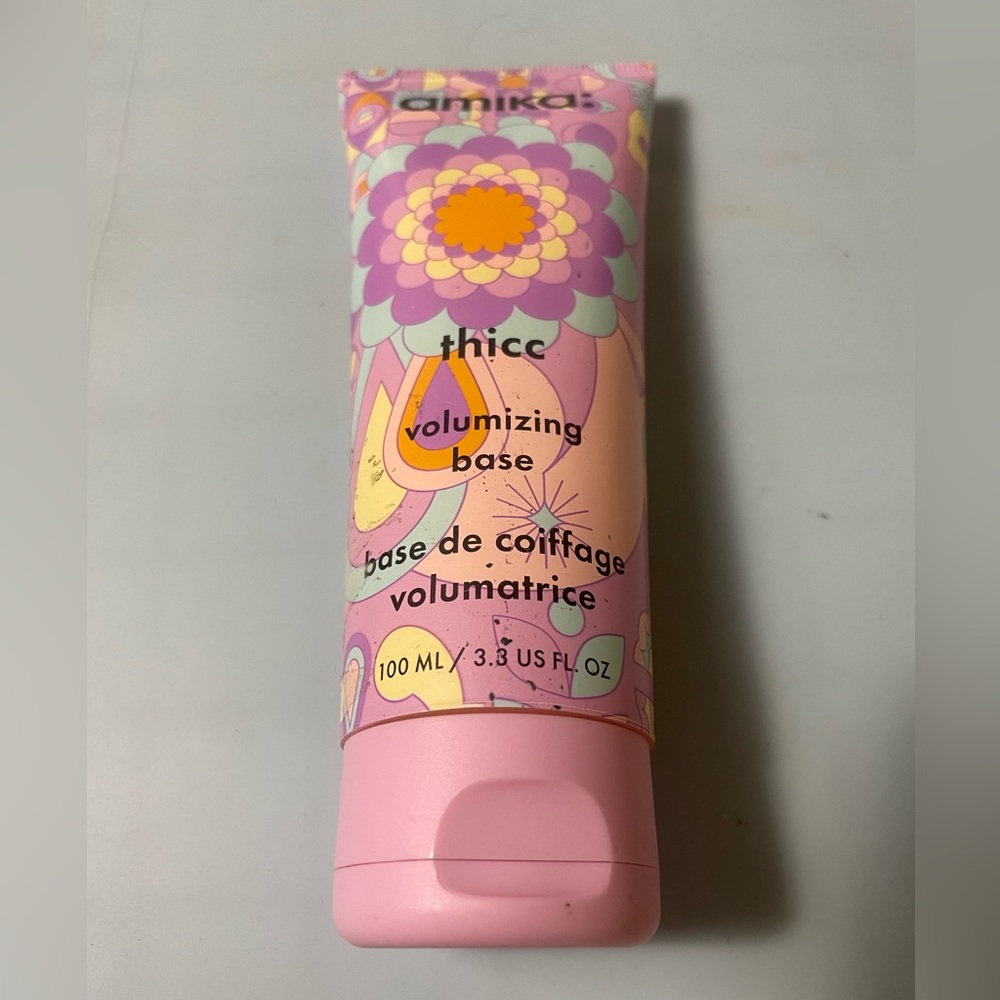 amika:
thicc
volumizing
base
base de coiffage
volumatrice
100 ML / 3.3 US FL. OZ